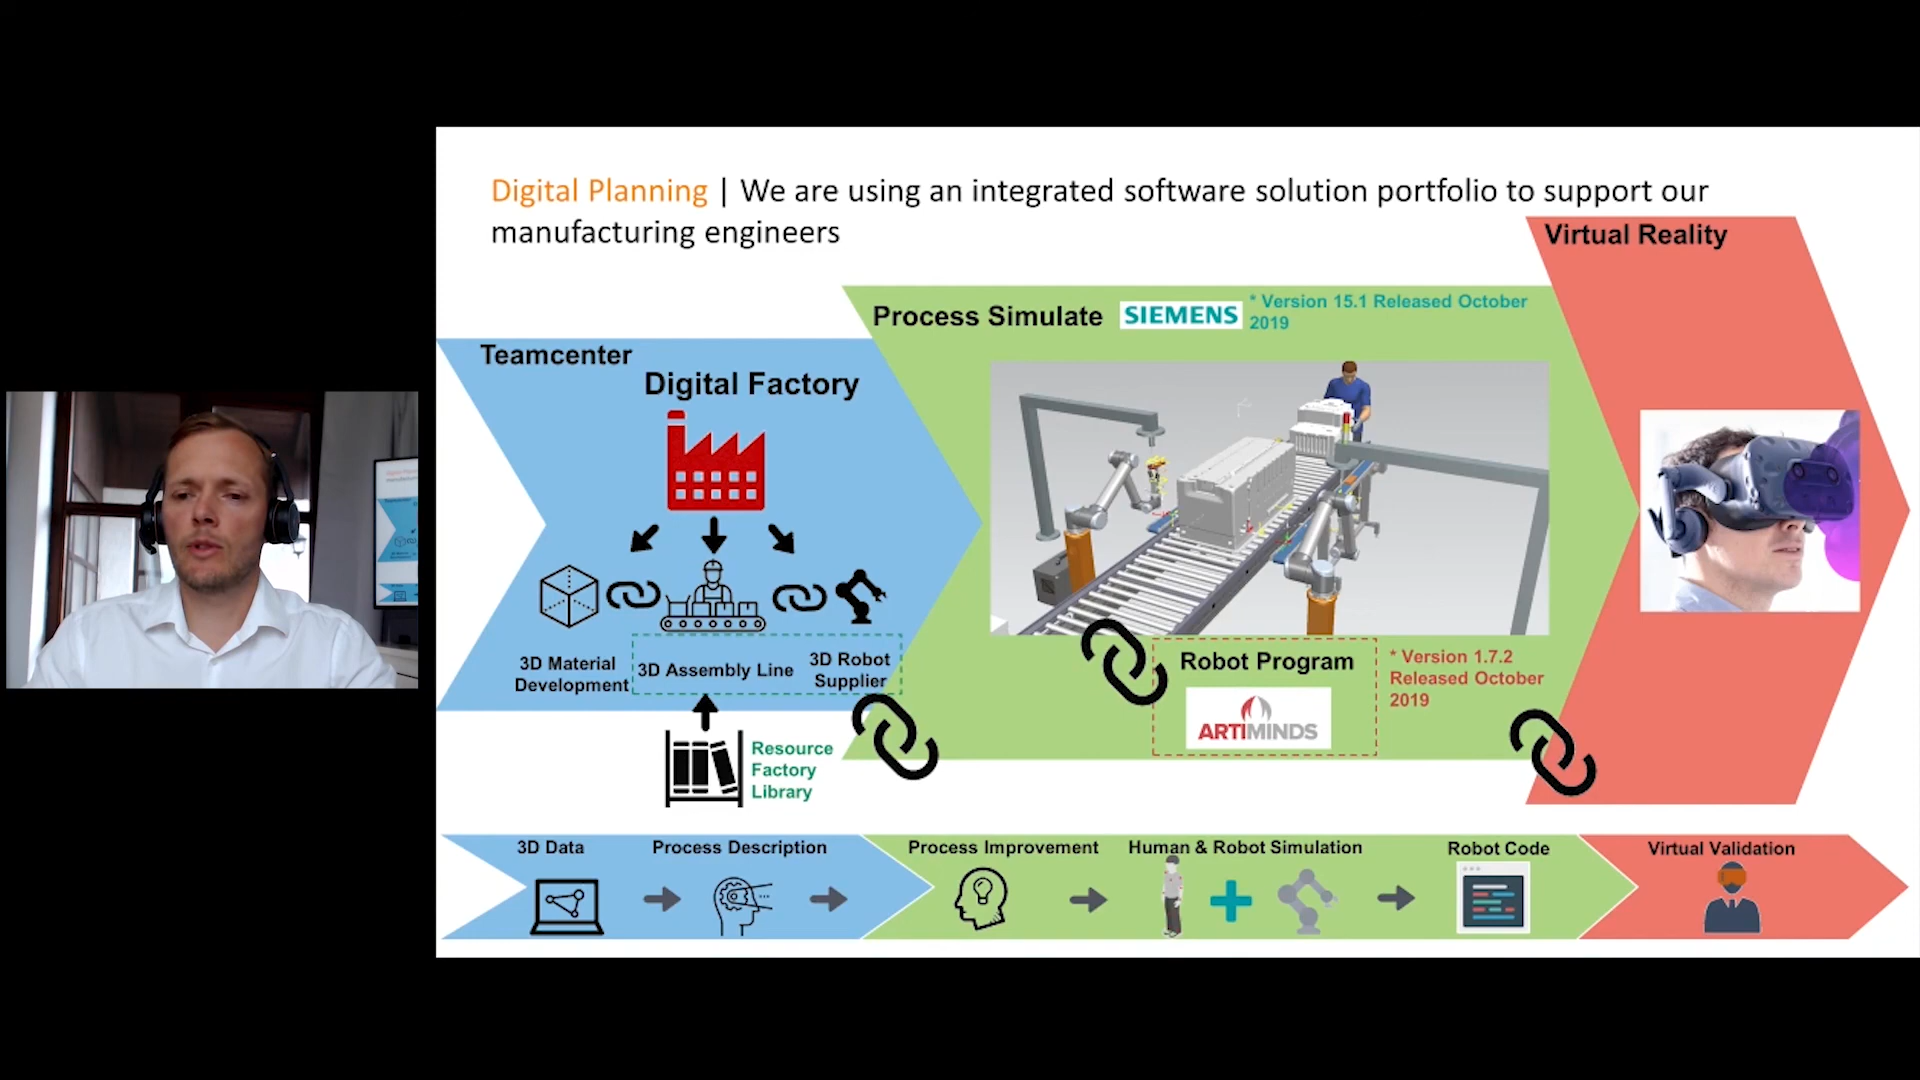 Digital Planning | We are using an integrated software solution portfolio to support our
manufacturing engineers
Virtual Reality
Process Simulate
SIEMENS
* Version 15.1 Released October
2019
Teamcenter
Digital Factory
3D Material
Development
3D Assembly Line
3D Robot
Supplier
Robot Program
ARTIMINDS
* Version 1.7.2
Released October
2019
Resource
Factory
Library
3D Data
Process Description
Process Improvement
Human & Robot Simulation
Robot Code
Virtual Validation